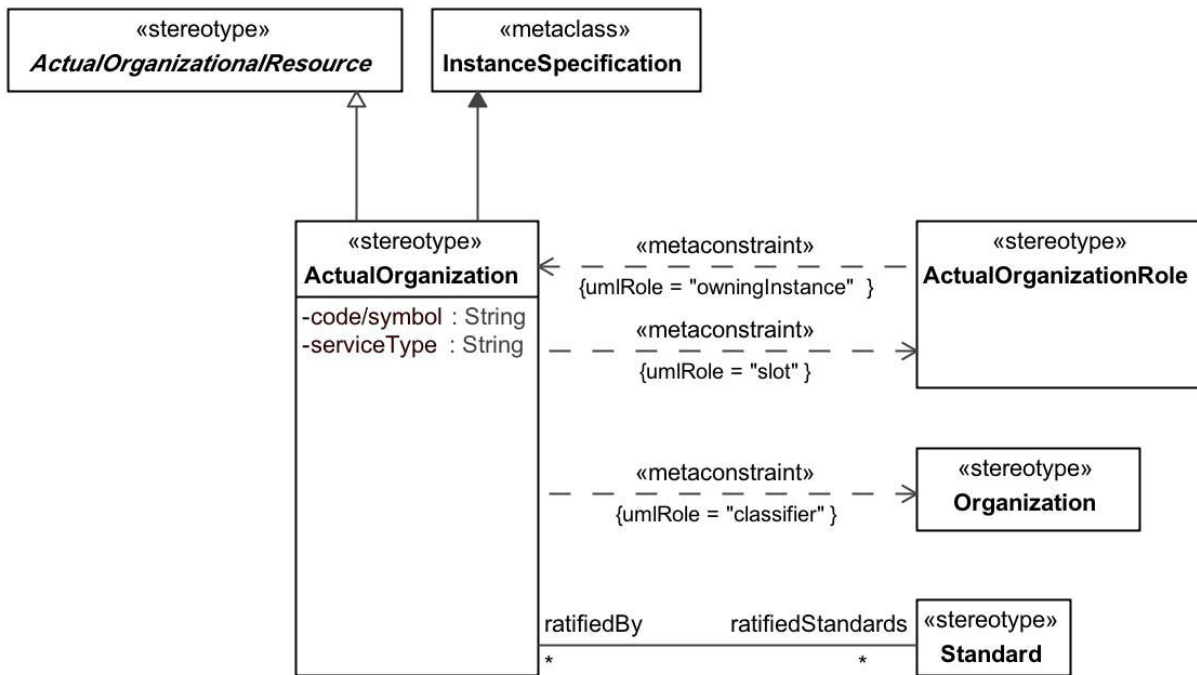 «stereotype»
ActualOrganizationalResource
«metaclass»
InstanceSpecification
«stereotype»
ActualOrganization
-code/symbol : String
-serviceType : String
«metaconstraint»
{umlRole = "owningInstance" }
«metaconstraint»
{umlRole = "slot" }
«stereotype»
ActualOrganizationRole
«metaconstraint»
{umlRole = "classifier" }
«stereotype»
Organization
ratifiedBy
*
ratifiedStandards
*
«stereotype»
Standard